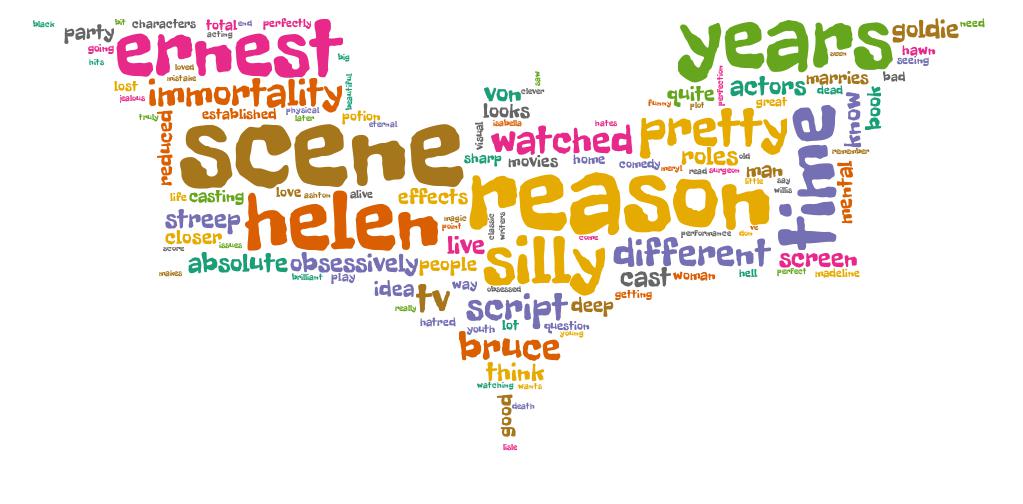 black
bit
characters
total
end
perfectly
party
acting
going
ernest
big
hits
loved
mistake
lost
immortality
beautiful
jealous
truly
established
physical
later
potion
eternal
reduced
scene
saw
von
clever
looks
isabella
visual
watched
hates
sharp
movies
home
comedy
years
goldie
need
seen
hawn
seeing
perfection
actors
marries
bad
quite
dead
funny
plot
great
book
pretty
time
know
roles
old
remember
meryl
read
surgeon
man
little
say
willis
mental
life
casting
love
ashton
alive
effects
reason
streep
helen
magic
point
classic
writers
closer
issues
live
come
performance
don
ve
score
silly
different
screen
makes
absolute
obsessively
people
brilliant
play
way
obsessed
cast
woman
hell
perfect
madeline
idea
tv
getting
really
script
deep
hatred
youth
lot
question
young
bruce
think
watching
wants
good
death
lisle